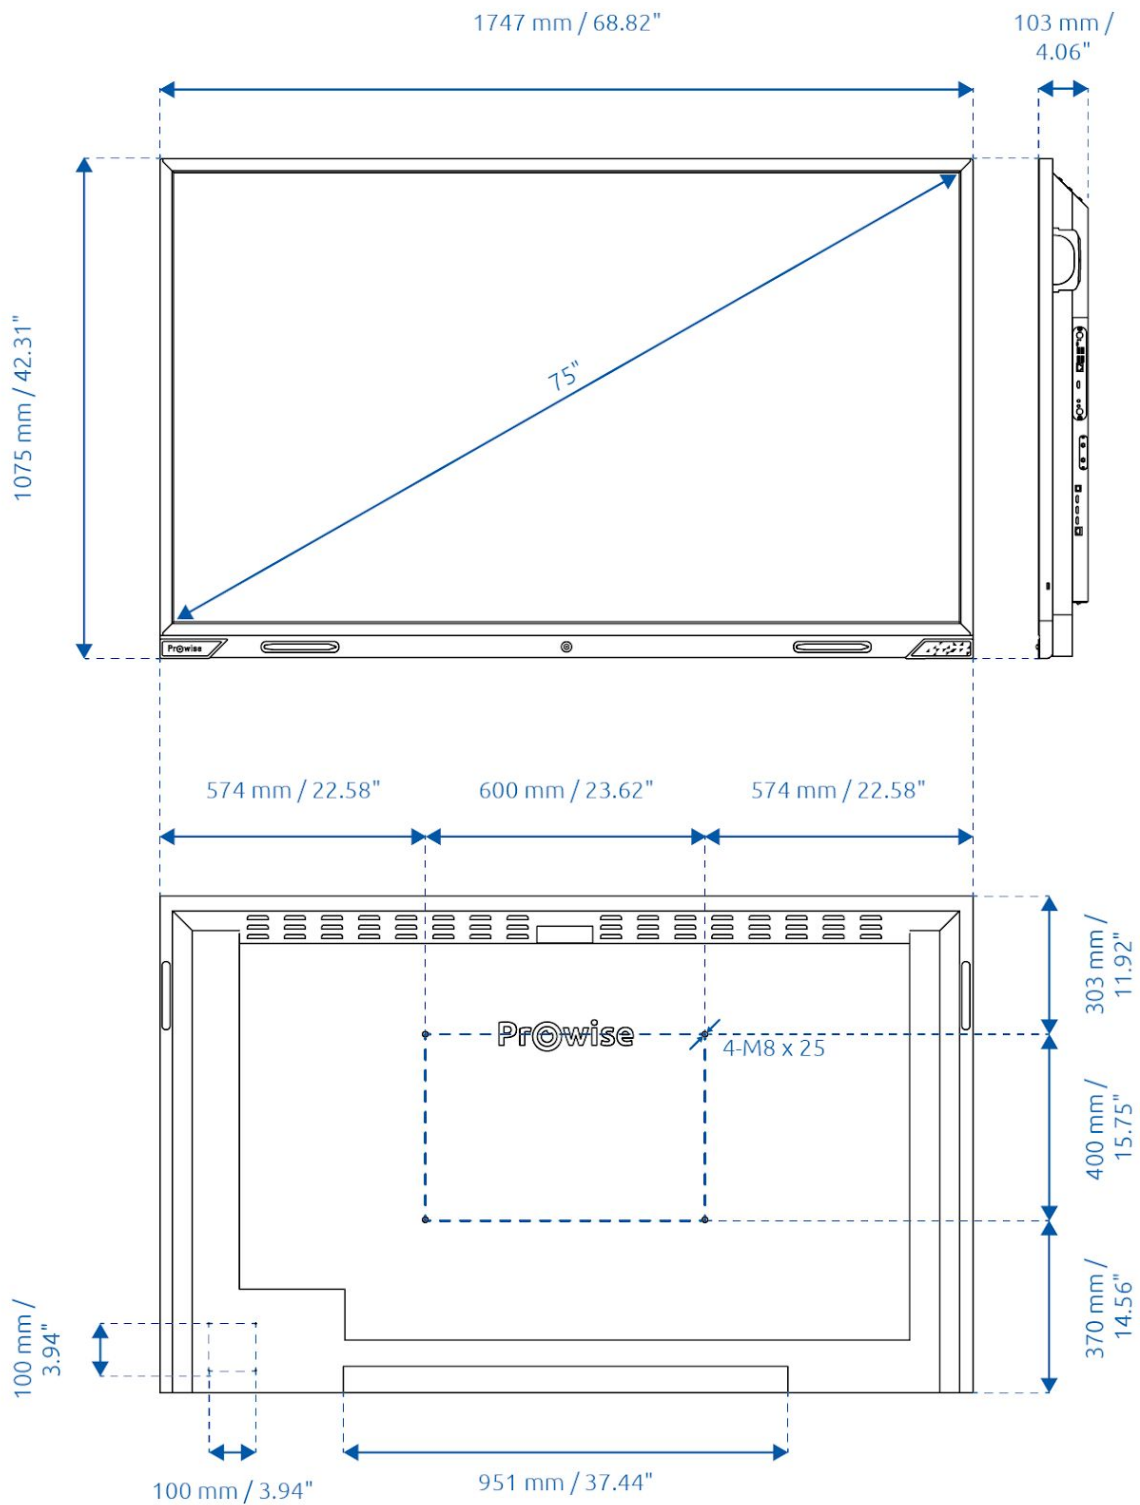 1747 mm / 68.82"
103 mm /
4.06"
1075 mm / 42.31"
75"
Prowise
574 mm / 22.58"
600 mm / 23.62"
574 mm / 22.58"
303 mm /
11.92"
Prowise
4-M8 x 25
400 mm /
15.75"
370 mm /
14.56"
100 mm /
3.94"
100 mm / 3.94"
951 mm / 37.44"